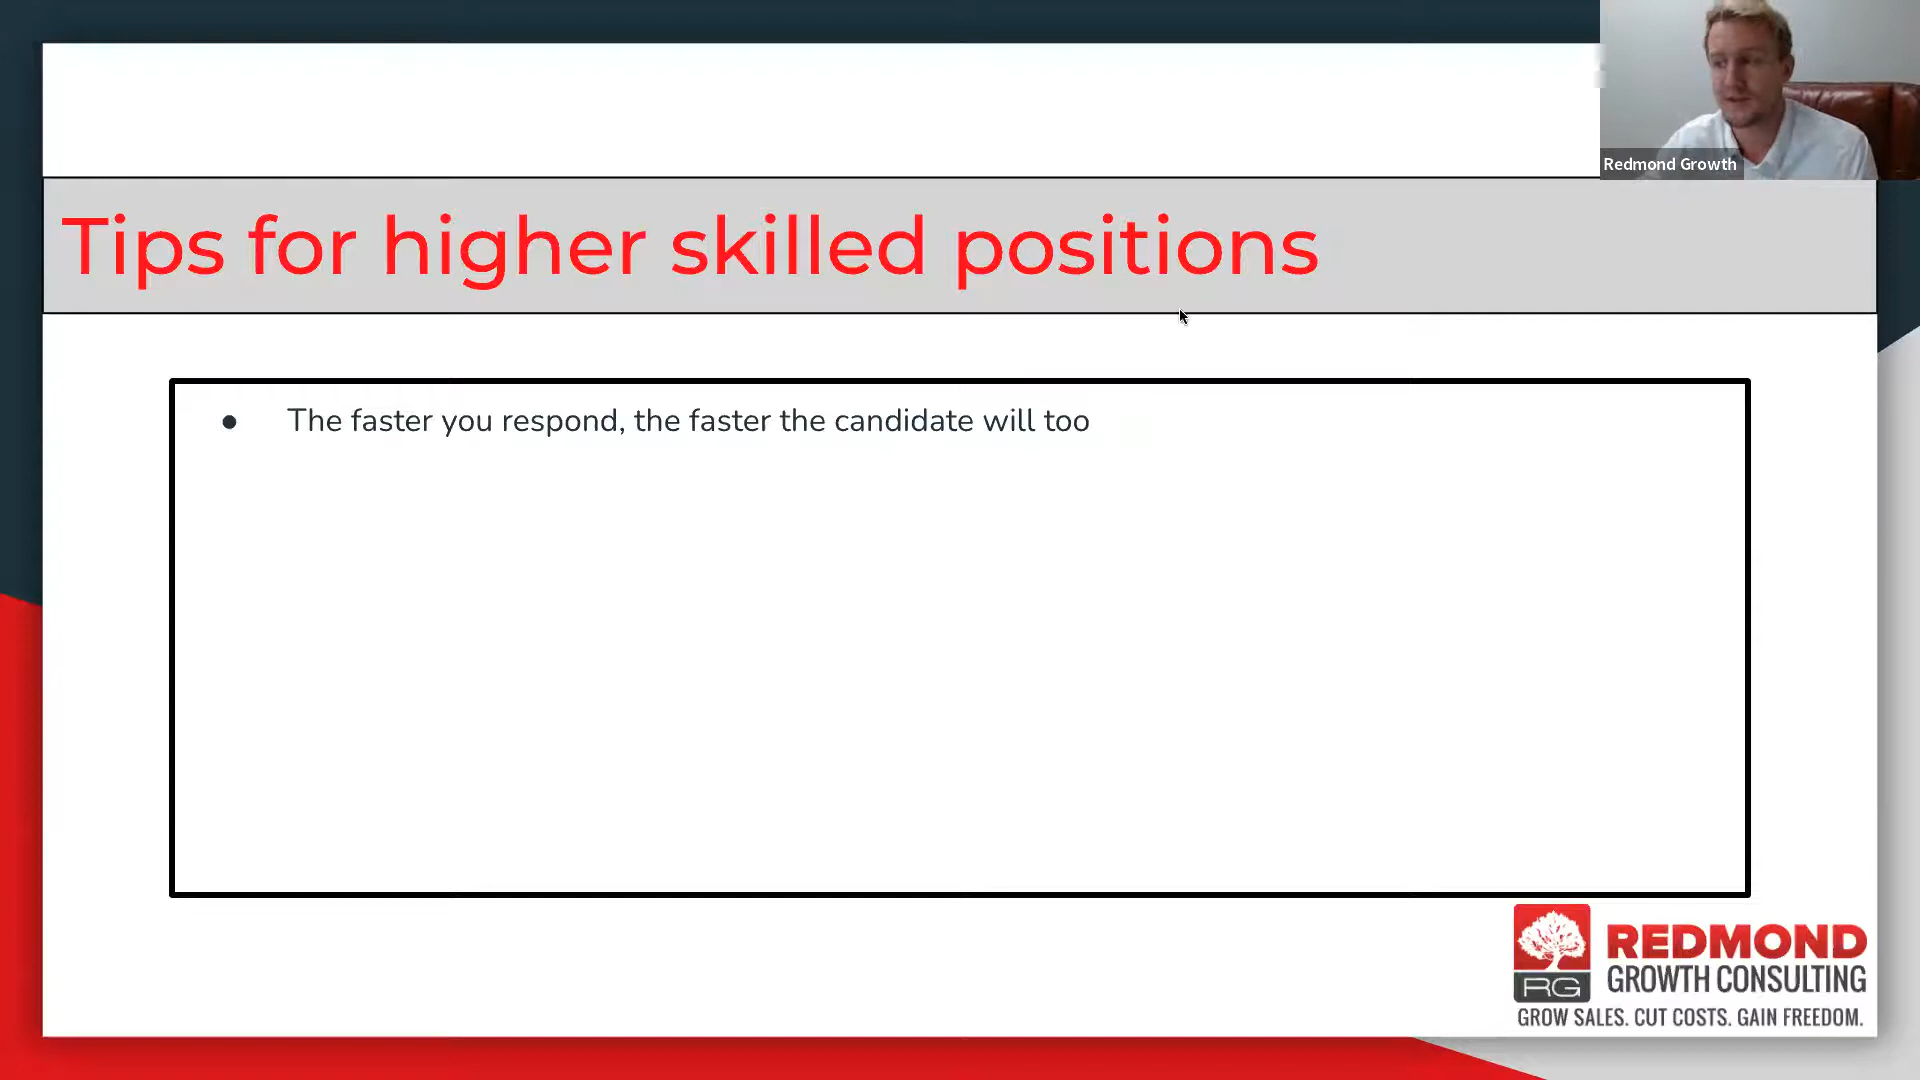 Redmond Growth
Tips for higher skilled positions
● The faster you respond, the faster the candidate will too
RG
REDMOND
GROWTH CONSULTING
GROW SALES. CUT COSTS. GAIN FREEDOM.